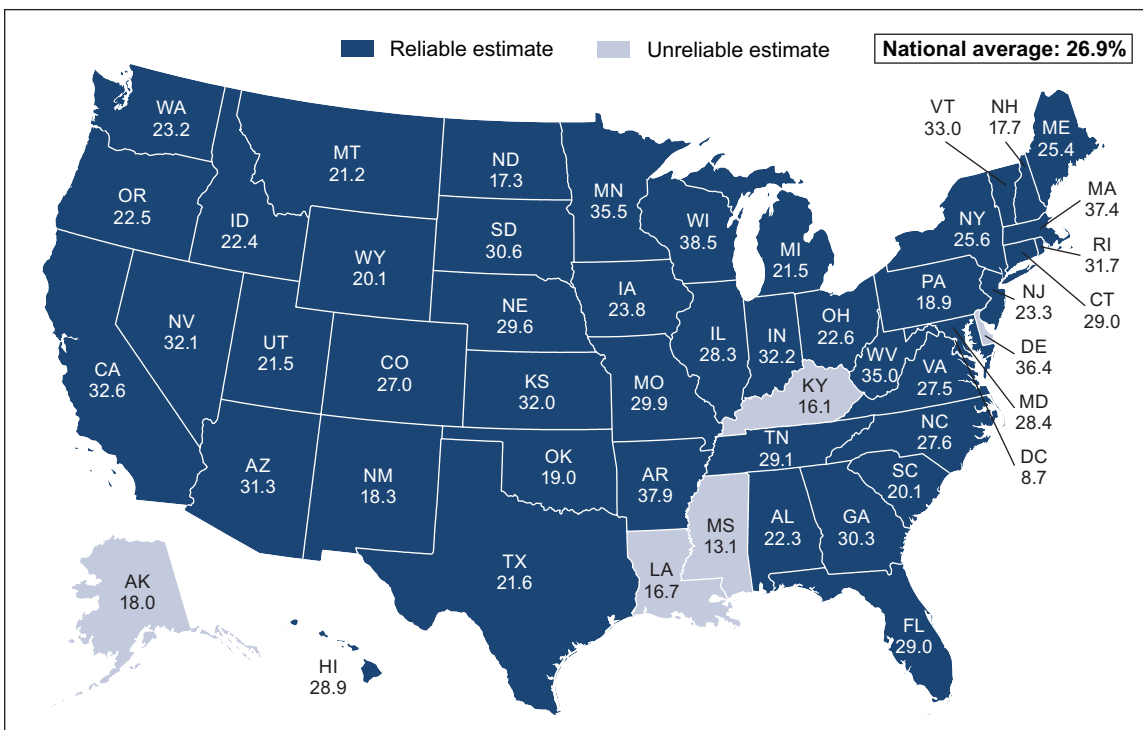 Reliable estimate
Unreliable estimate
National average: 26.9%
WA
23.2
MT
21.2
ND
17.3
MN
35.5
VT
33.0
NH
17.7
ME
25.4
OR
22.5
ID
22.4
SD
30.6
WI
38.5
MI
21.5
NY
25.6
MA
37.4
RI
31.7
WY
20.1
IA
23.8
PA
18.9
NJ
23.3
CT
29.0
NE
29.6
NV
32.1
UT
21.5
CO
27.0
IL
28.3
IN
32.2
OH
22.6
WV
35.0
VA
27.5
DE
36.4
CA
32.6
KS
32.0
MO
29.9
KY
16.1
MD
28.4
NC
27.6
DC
8.7
TN
29.1
AZ
31.3
NM
18.3
OK
19.0
AR
37.9
SC
20.1
MS
13.1
AL
22.3
GA
30.3
TX
21.6
LA
16.7
AK
18.0
FL
29.0
HI
28.9